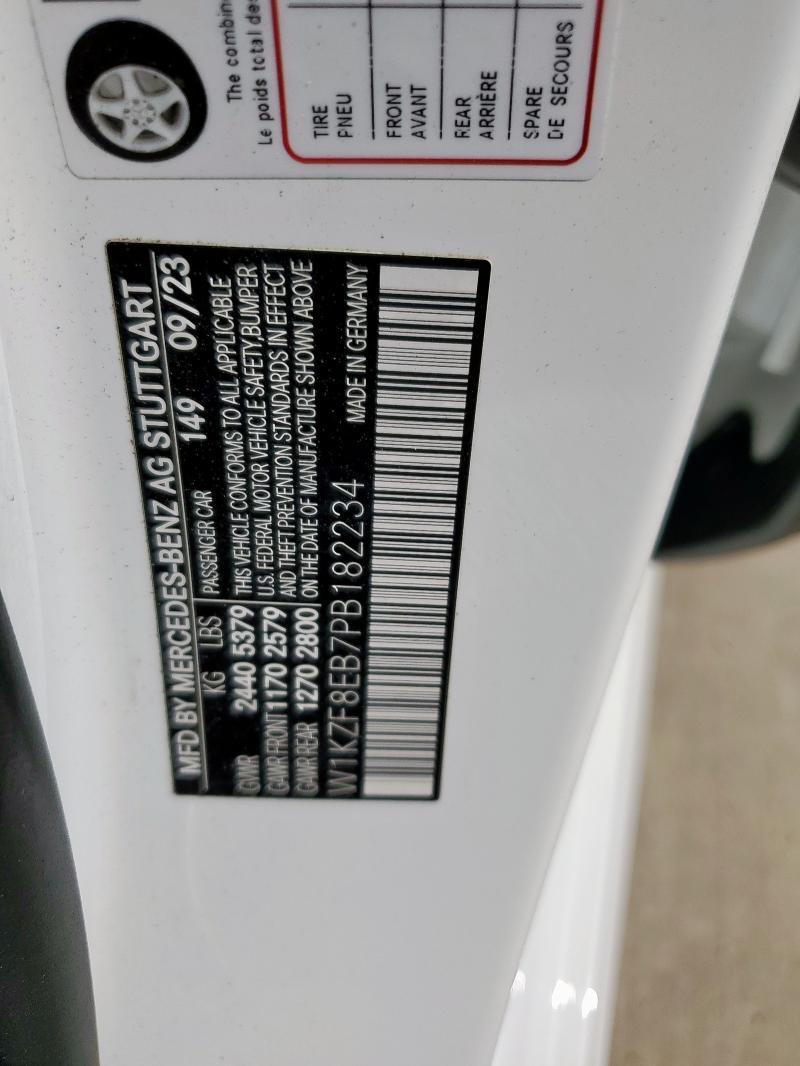 The combin
Le poids total de
TIRE
PNEU
FRONT
AVANT
REAR
ARRIÈRE
SPARE
DE SECOURS
MFD BY MERCEDES-BENZ AG STUTTGART
KG LBS PASSENGER CAR 149 09/23
GVWR 2440 5379 THIS VEHICLE CONFORMS TO ALL APPLICABLE
GAWR FRONT 1170 2579 U.S. FEDERAL MOTOR VEHICLE SAFETY, BUMPER
GAWR REAR 1270 2800 AND THEFT PREVENTION STANDARDS IN EFFECT
ON THE DATE OF MANUFACTURE SHOWN ABOVE
W1KZF8EB7PB182234 MADE IN GERMANY